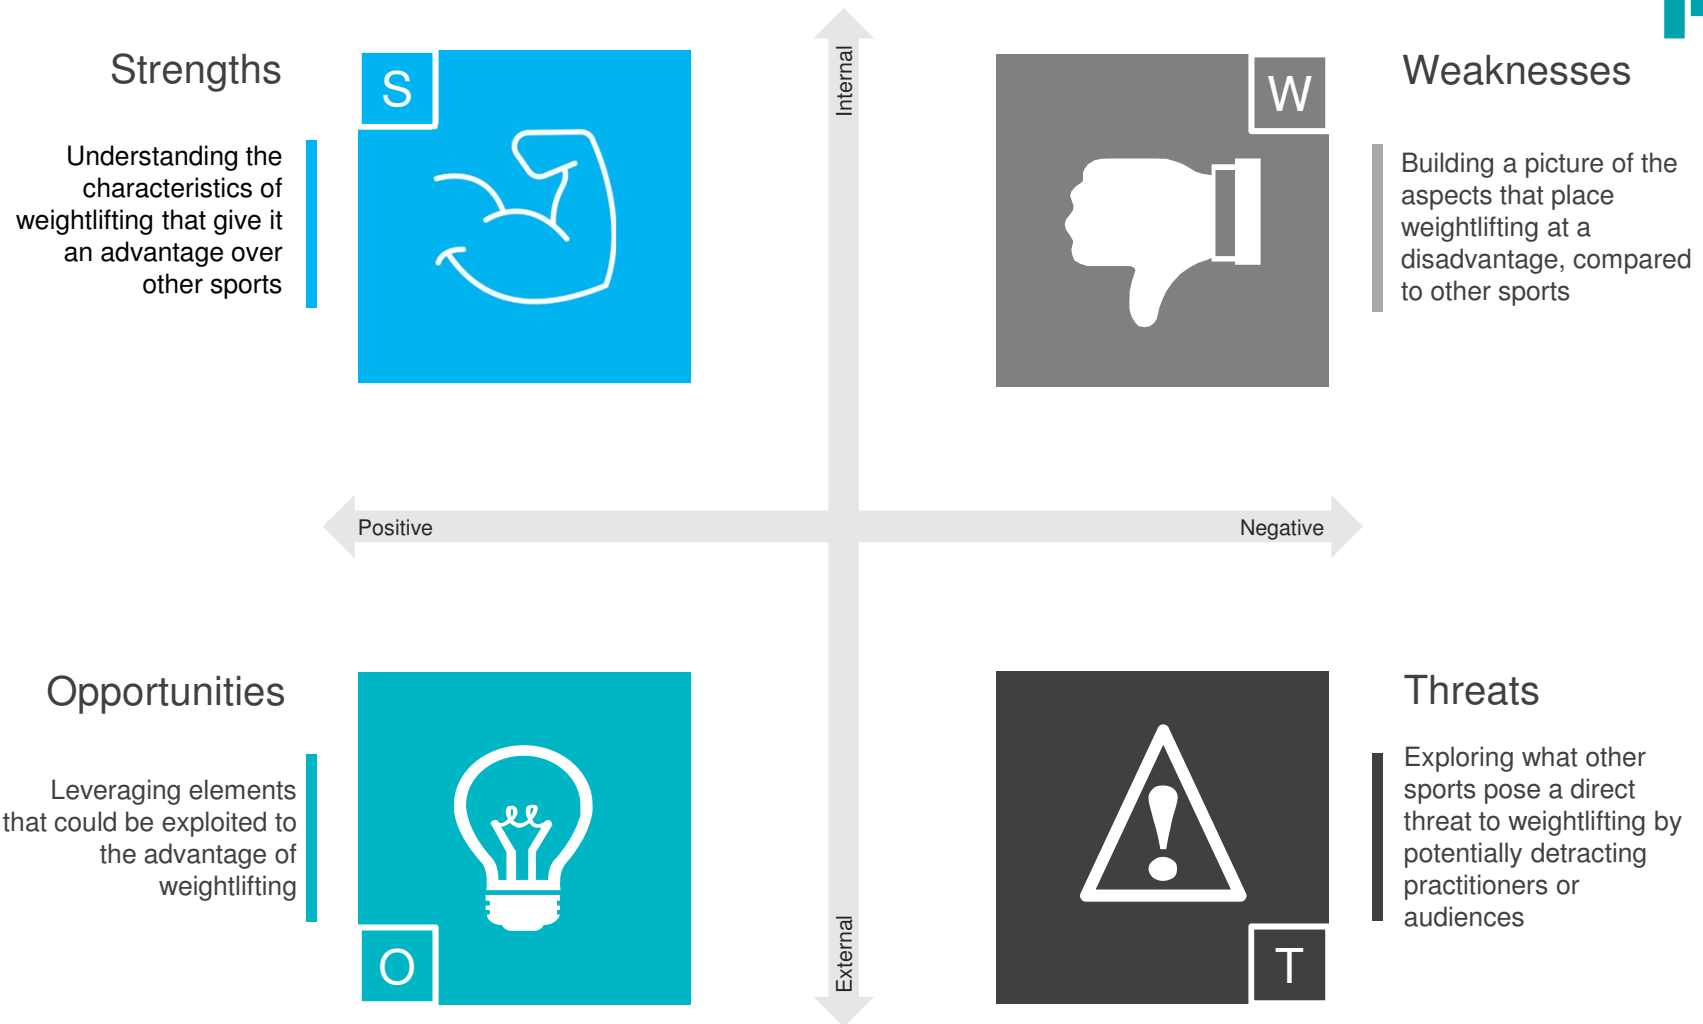 Strengths
Understanding the
characteristics of
weightlifting that give it
an advantage over
other sports
S
Internal
W
Weaknesses
Building a picture of the
aspects that place
weightlifting at a
disadvantage, compared
to other sports
Positive
Negative
Opportunities
Leveraging elements
that could be exploited to
the advantage of
weightlifting
O
External
T
Threats
Exploring what other
sports pose a direct
threat to weightlifting by
potentially detracting
practitioners or
audiences